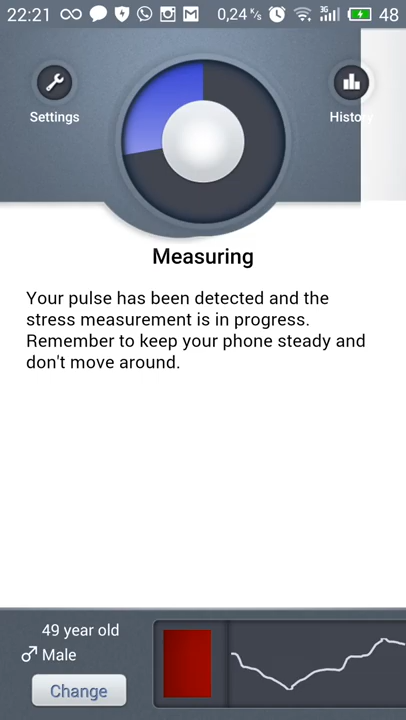 22:21 0,24 K/s 3G 48
Settings
History
Measuring
Your pulse has been detected and the
stress measurement is in progress.
Remember to keep your phone steady and
don't move around.
49 year old
Male
Change